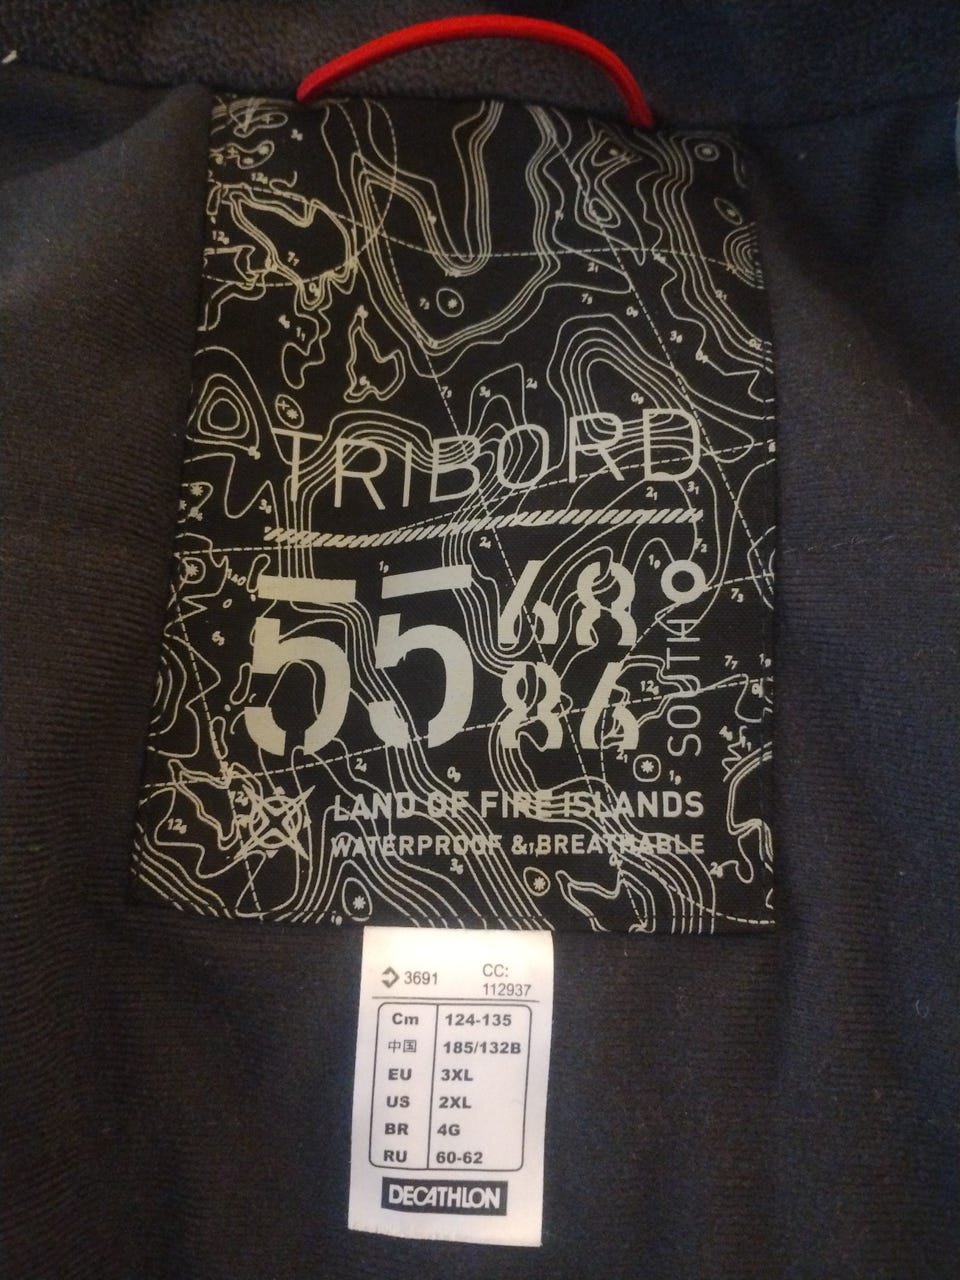 TRIBORD
55 68 86 ° SOUTH
LAND OF FIRE ISLANDS
WATERPROOF & BREATHABLE
3691 CC: 112937
Cm 124-135
中国 185/132B
EU 3XL
US 2XL
BR 4G
RU 60-62
DECATHLON